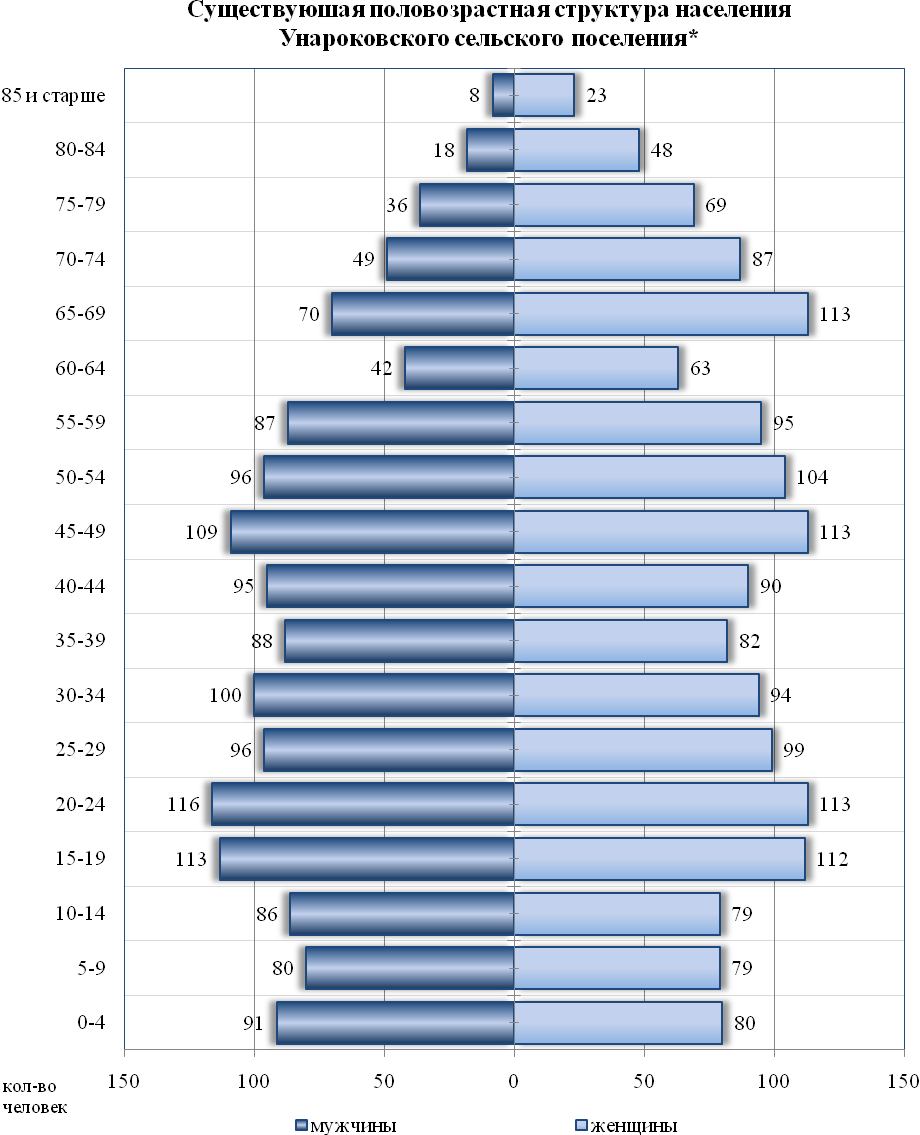 Существуюшая половозрастная структура населения
Унароковского сельского поселения*
85 и старше 8 23
80-84 18 48
75-79 36 69
70-74 49 87
65-69 70 113
60-64 42 63
55-59 87 95
50-54 96 104
45-49 109 113
40-44 95 90
35-39 88 82
30-34 100 94
25-29 96 99
20-24 116 113
15-19 113 112
10-14 86 79
5-9 80 79
0-4 91 80
150 100 50 0 50 100 150
кол-во
человек
мужчины женщины